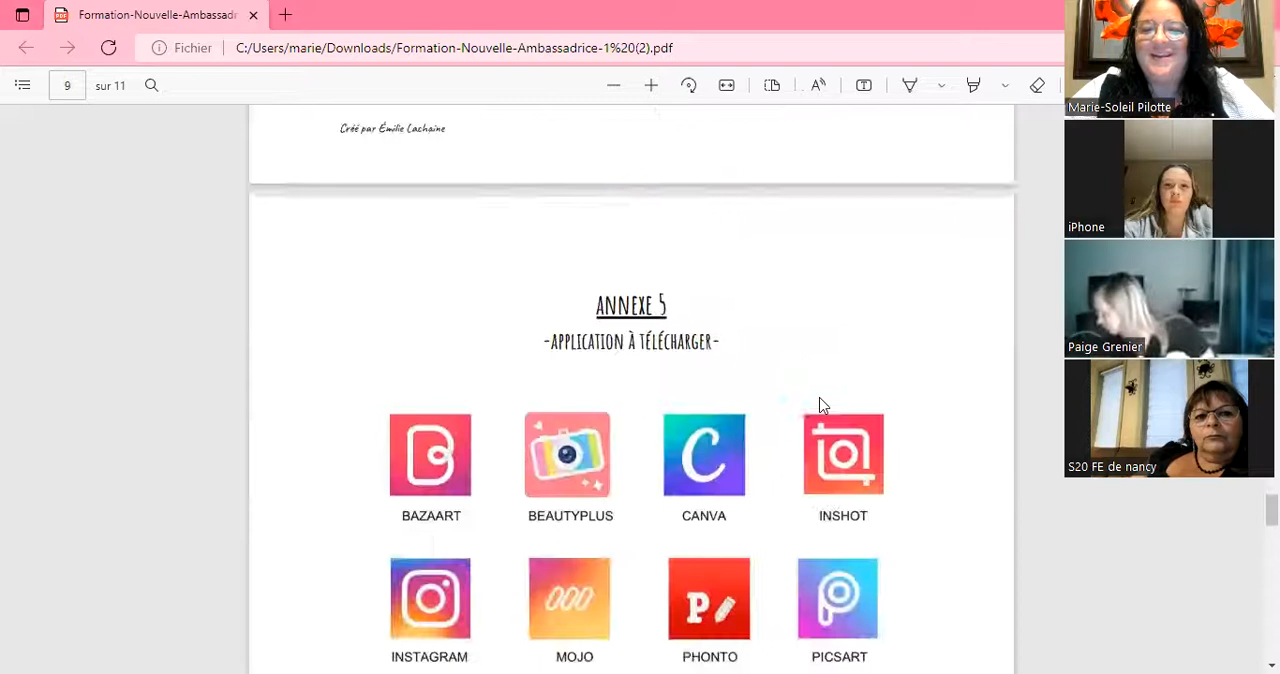 Formation-Nouvelle-Ambassadr
Fichier
C:/Users/marie/Downloads/Formation-Nouvelle-Ambassadrice-1%20(2).pdf
9 sur 11
Créé par Émilie Lachaine
ANNEXE 5
-APPLICATION À TÉLÉCHARGER-
BAZAART BEAUTYPLUS CANVA INSHOT
INSTAGRAM MOJO PHONTO PICSART
Marie-Soleil Pilotte
iPhone
Paige Grenier
S20 FE de nancy